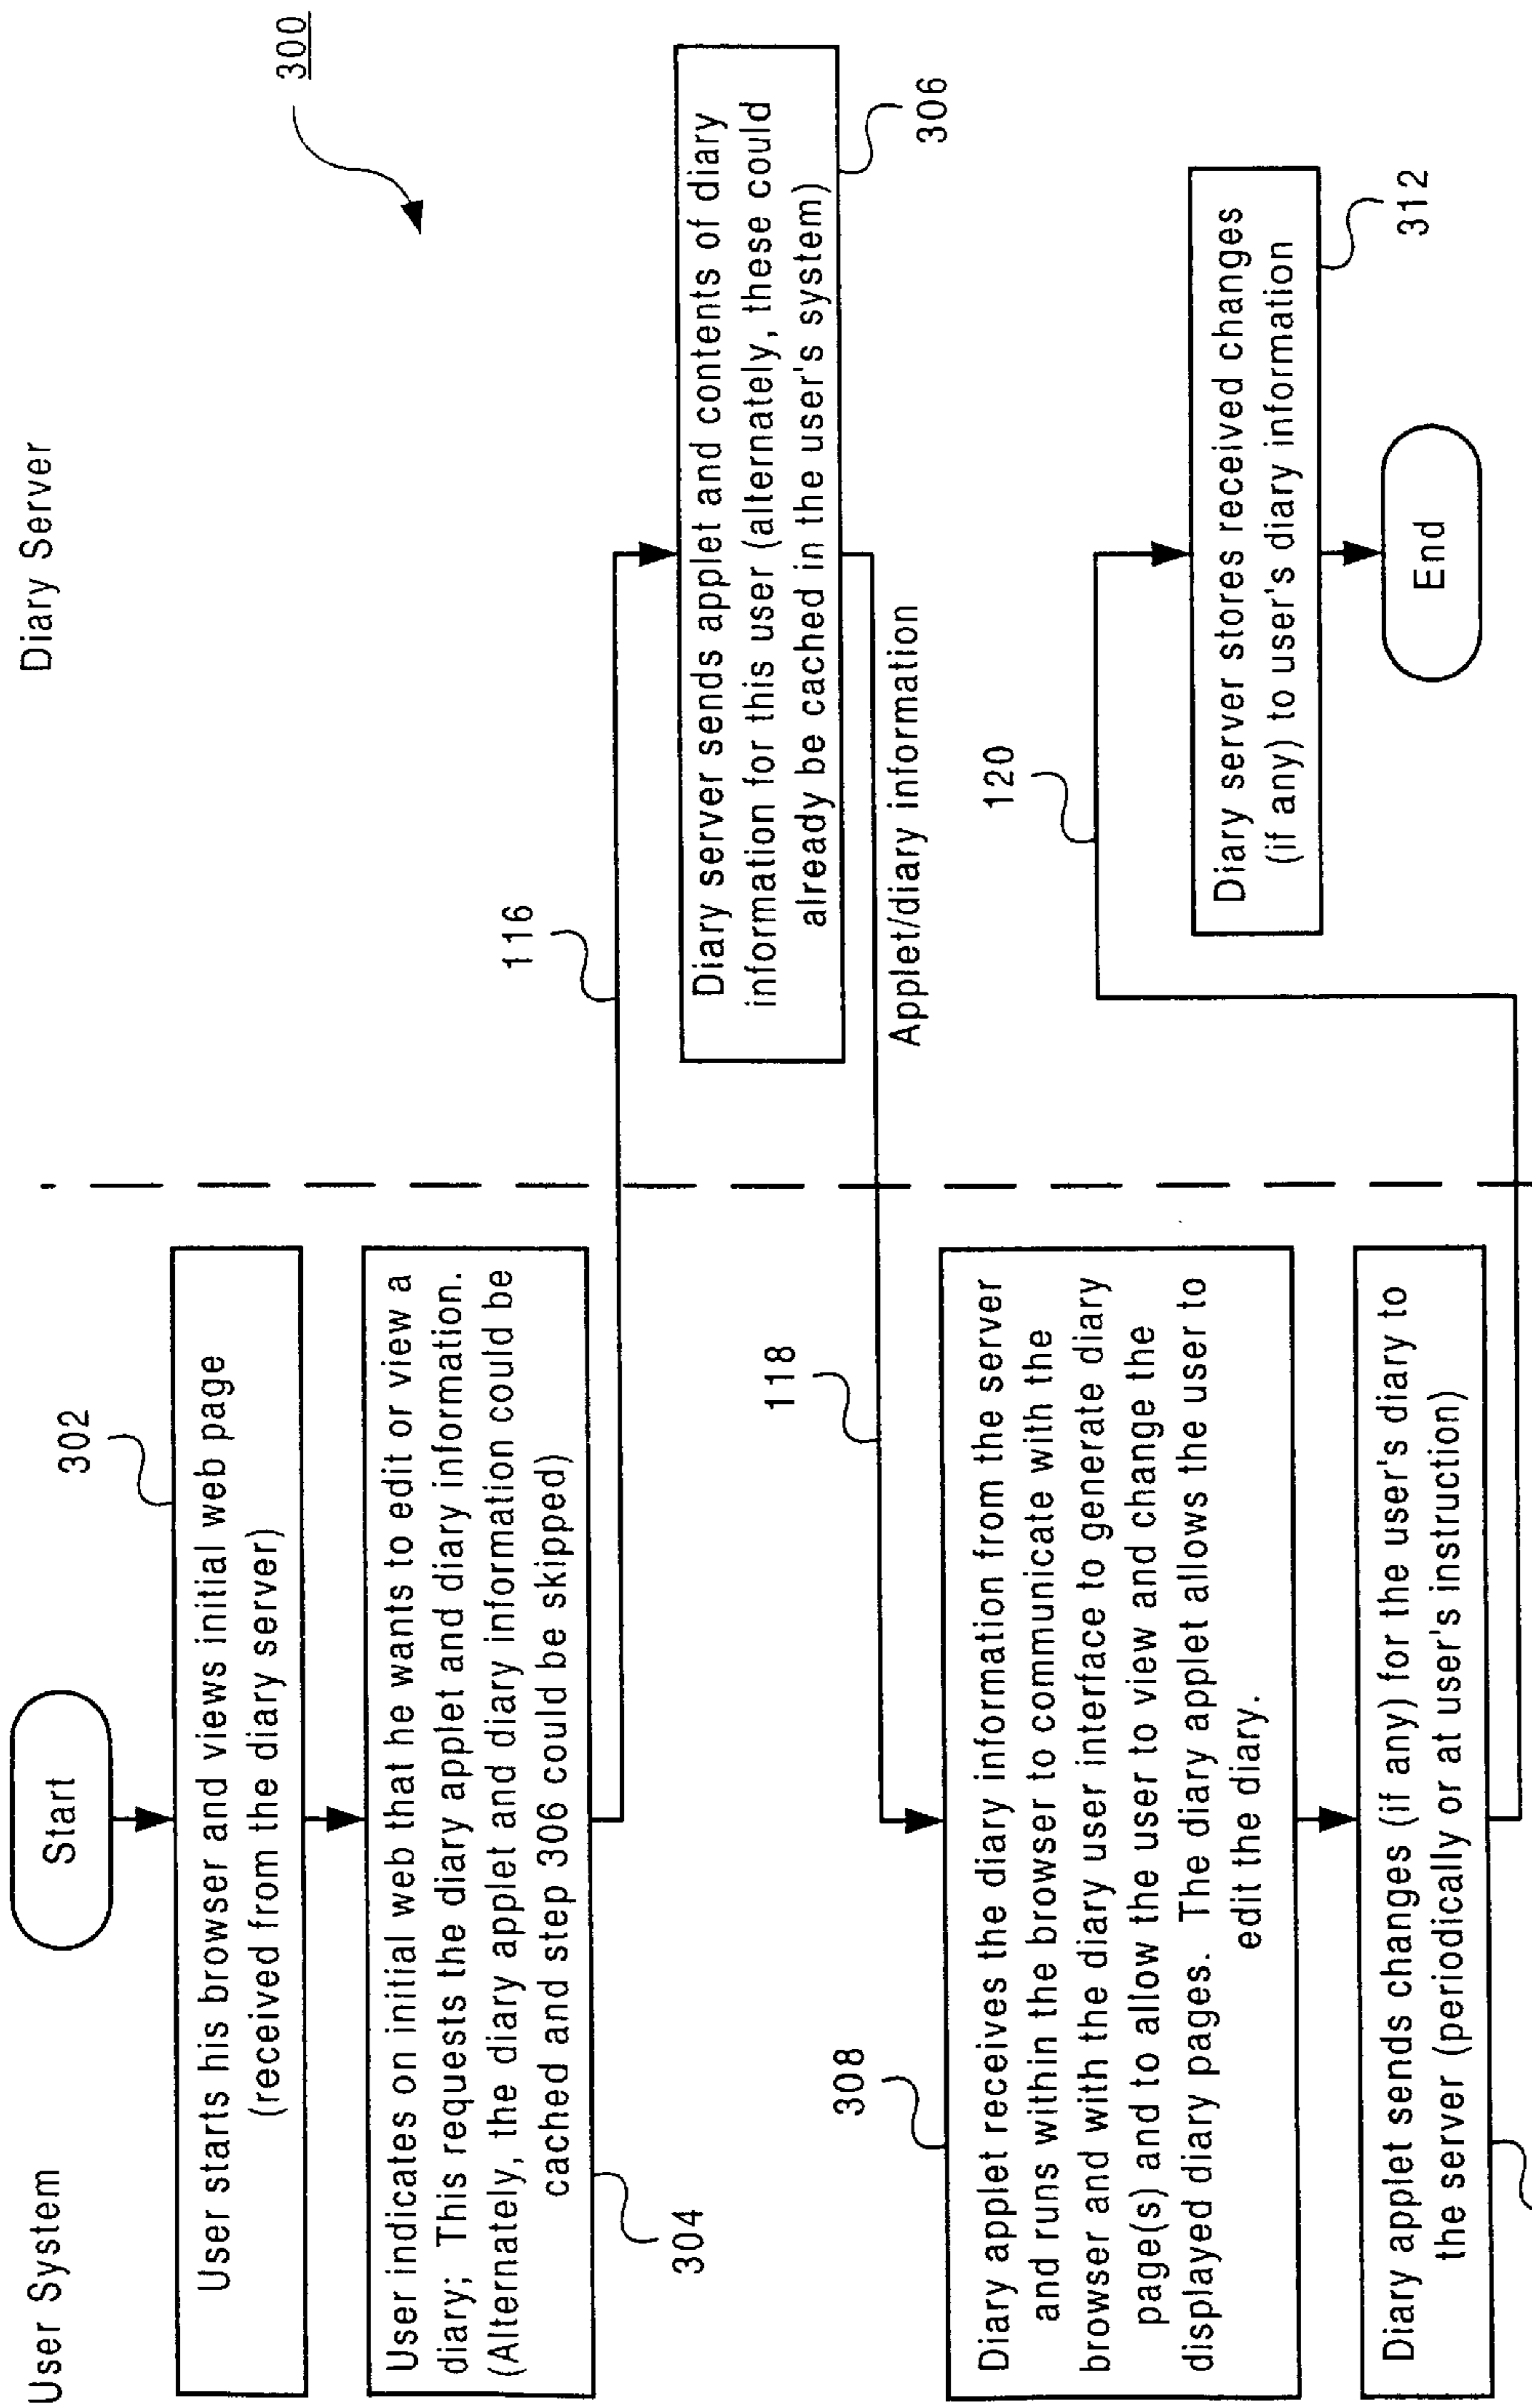 User System
Diary Server
300
Start
302
User starts his browser and views initial web page
(received from the diary server)
User indicates on initial web that he wants to edit or view a
diary; This requests the diary applet and diary information.
(Alternately, the diary applet and diary information could be
cached and step 306 could be skipped)
304
116
Diary server sends applet and contents of diary
information for this user (alternately, these could
already be cached in the user's system)
306
Applet/diary information
118
308
Diary applet receives the diary information from the server
and runs within the browser to communicate with the
browser and with the diary user interface to generate diary
page(s) and to allow the user to view and change the
displayed diary pages. The diary applet allows the user to
edit the diary.
Diary applet sends changes (if any) for the user's diary to
the server (periodically or at user's instruction)
120
Diary server stores received changes
(if any) to user's diary information
312
End